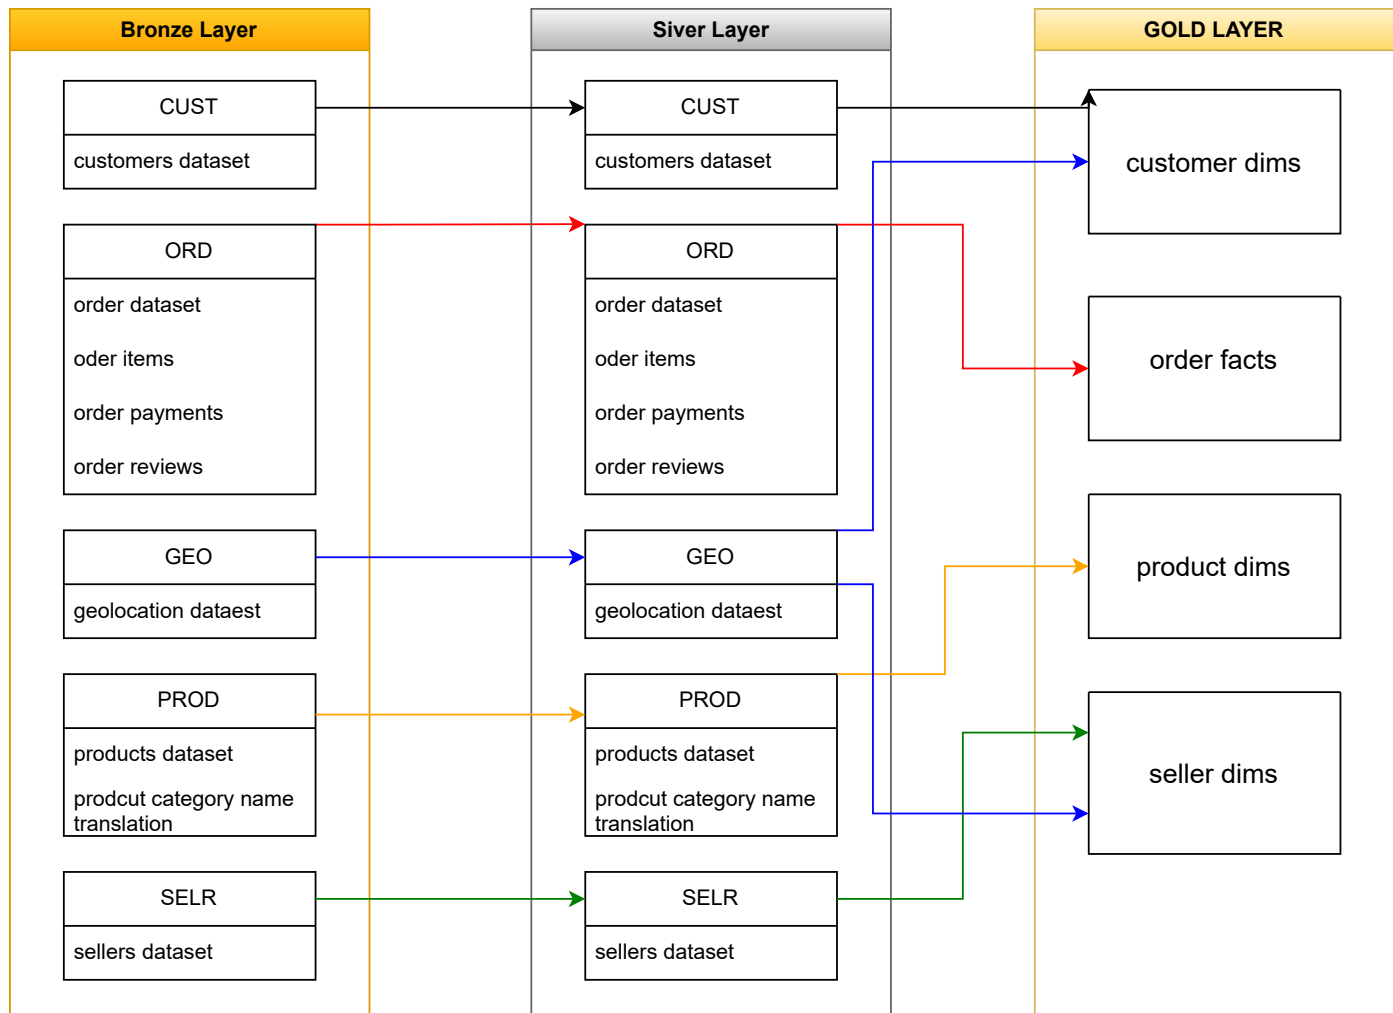 Bronze Layer
CUST
customers dataset
ORD
order dataset
oder items
order payments
order reviews
GEO
geolocation dataest
PROD
products dataset
prodcut category name
translation
SELR
sellers dataset
Siver Layer
CUST
customers dataset
ORD
order dataset
oder items
order payments
order reviews
GEO
geolocation dataest
PROD
products dataset
prodcut category name
translation
SELR
sellers dataset
GOLD LAYER
customer dims
order facts
product dims
seller dims